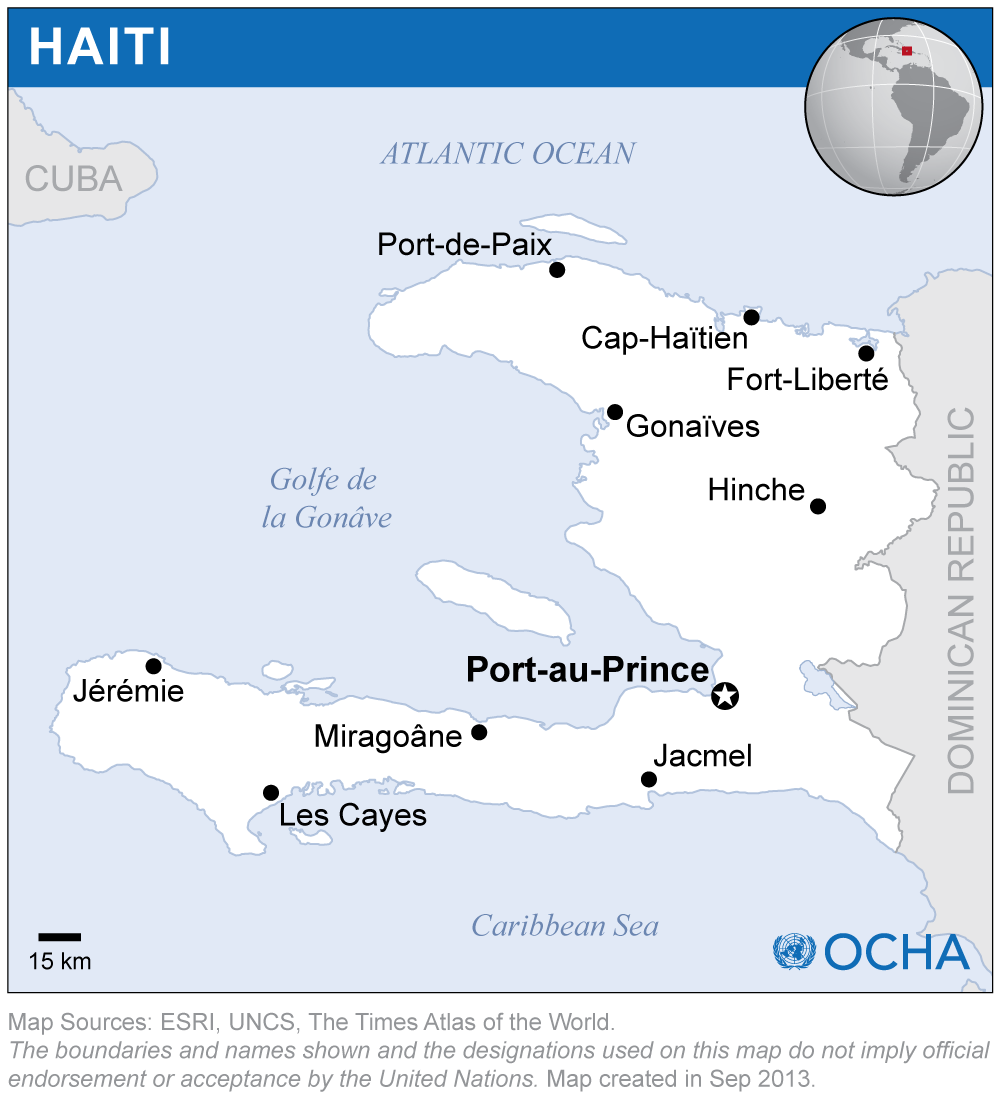 HAITI
ATLANTIC OCEAN
CUBA
Port-de-Paix
Cap-Haïtien
Fort-Liberté
Gonaïves
Hinche
Golfe de
la Gonâve
DOMINICAN REPUBLIC
Port-au-Prince
Jérémie
Miragoâne
Jacmel
Les Cayes
Caribbean Sea
15 km
OCHA
Map Sources: ESRI, UNCS, The Times Atlas of the World.
The boundaries and names shown and the designations used on this map do not imply official
endorsement or acceptance by the United Nations. Map created in Sep 2013.